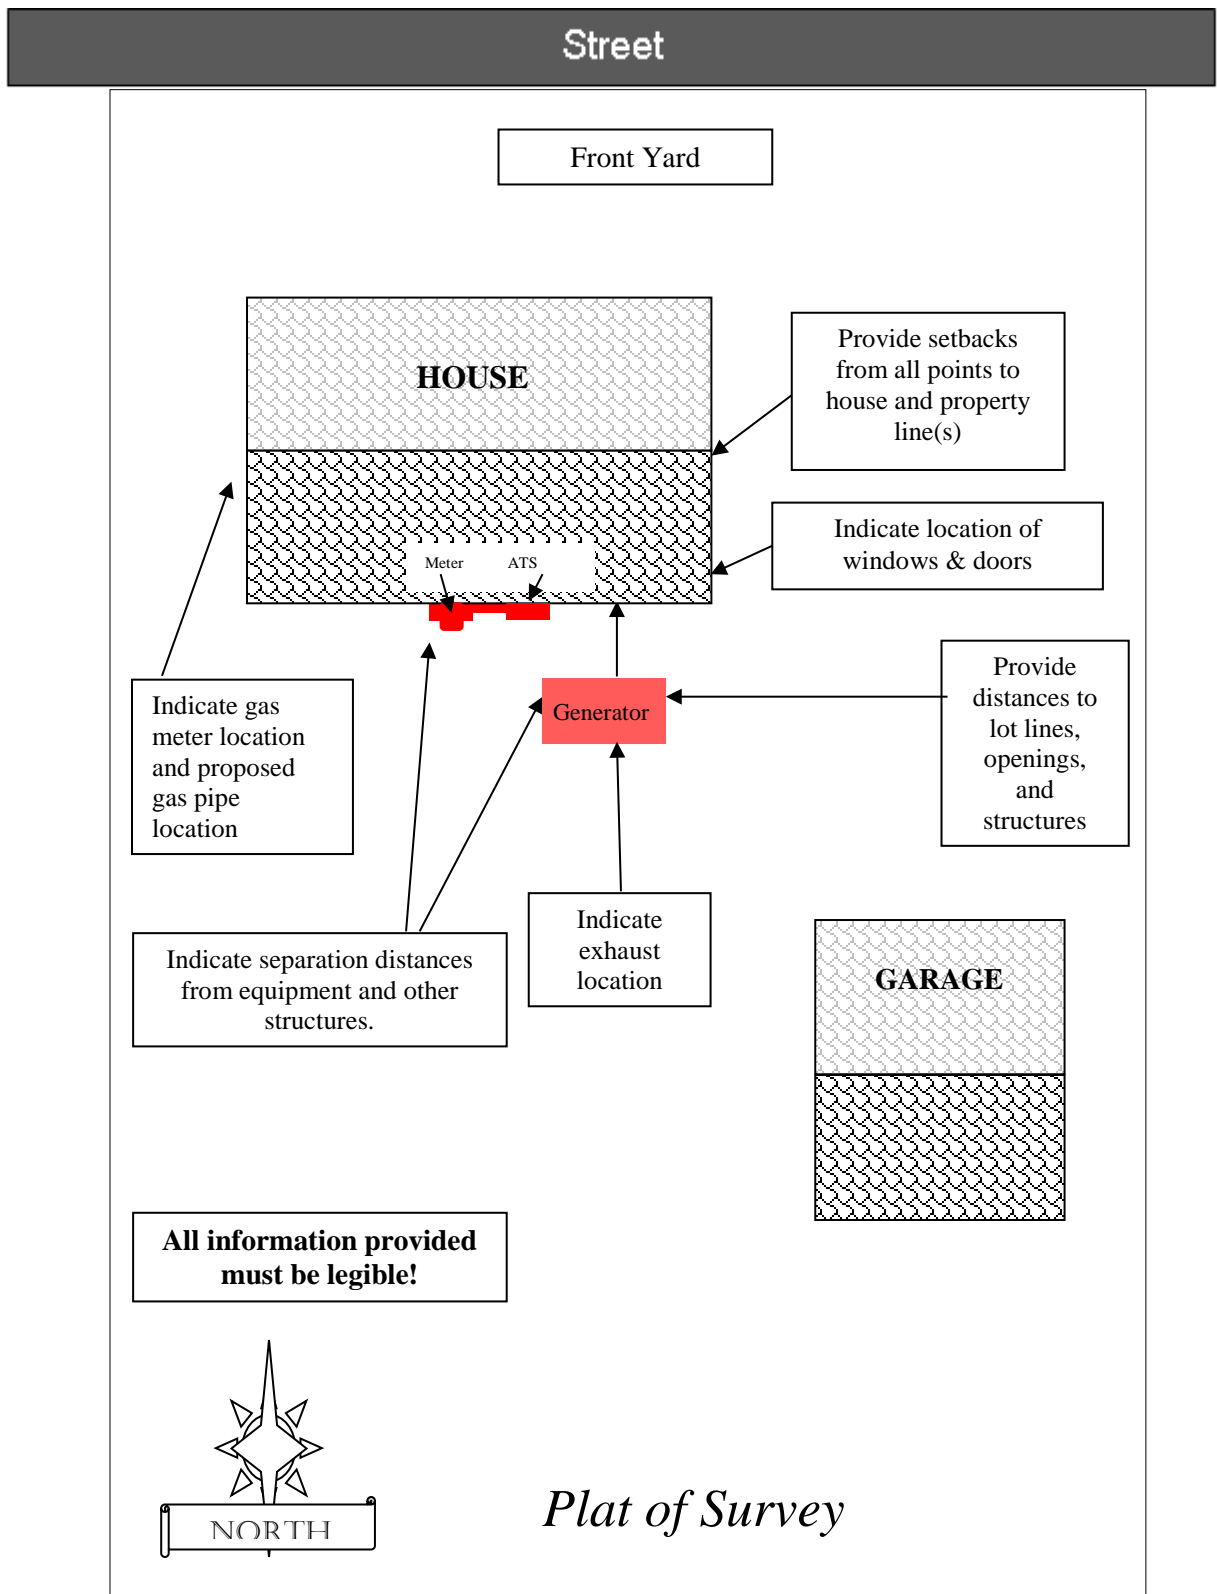 Street
Front Yard
HOUSE
Provide setbacks
from all points to
house and property
line(s)
Indicate location of
windows & doors
Meter
ATS
Indicate gas
meter location
and proposed
gas pipe
location
Generator
Provide
distances to
lot lines,
openings,
and
structures
Indicate separation distances
from equipment and other
structures.
Indicate
exhaust
location
GARAGE
All information provided
must be legible!
NORTH
Plat of Survey